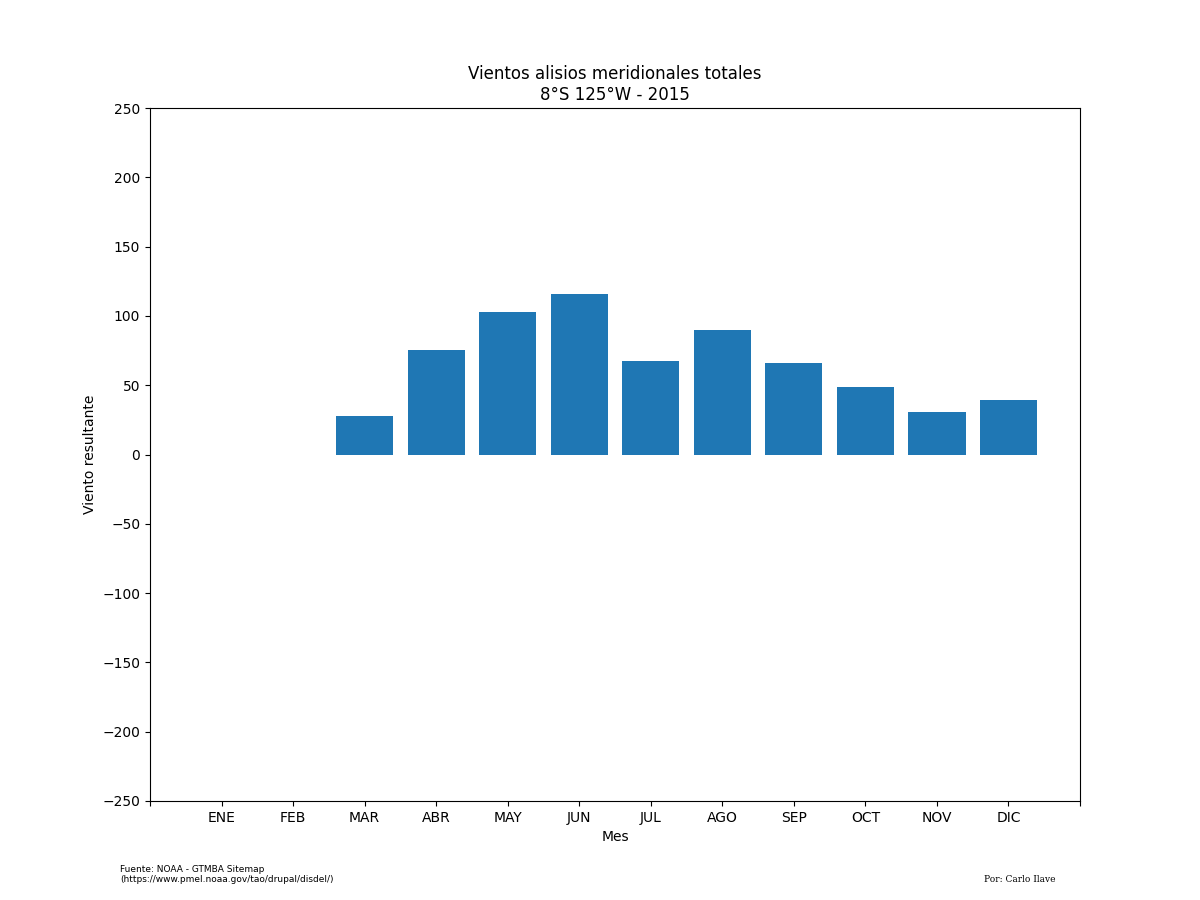 Vientos alisios meridionales totales
8°S 125°W - 2015
250
200
150
100
50
0
−50
−100
−150
−200
−250
Viento resultante
ENE FEB MAR ABR MAY JUN JUL AGO SEP OCT NOV DIC
Mes
Fuente: NOAA - GTMBA Sitemap
(https://www.pmel.noaa.gov/tao/drupal/disdel/)
Por: Carlo Ilave